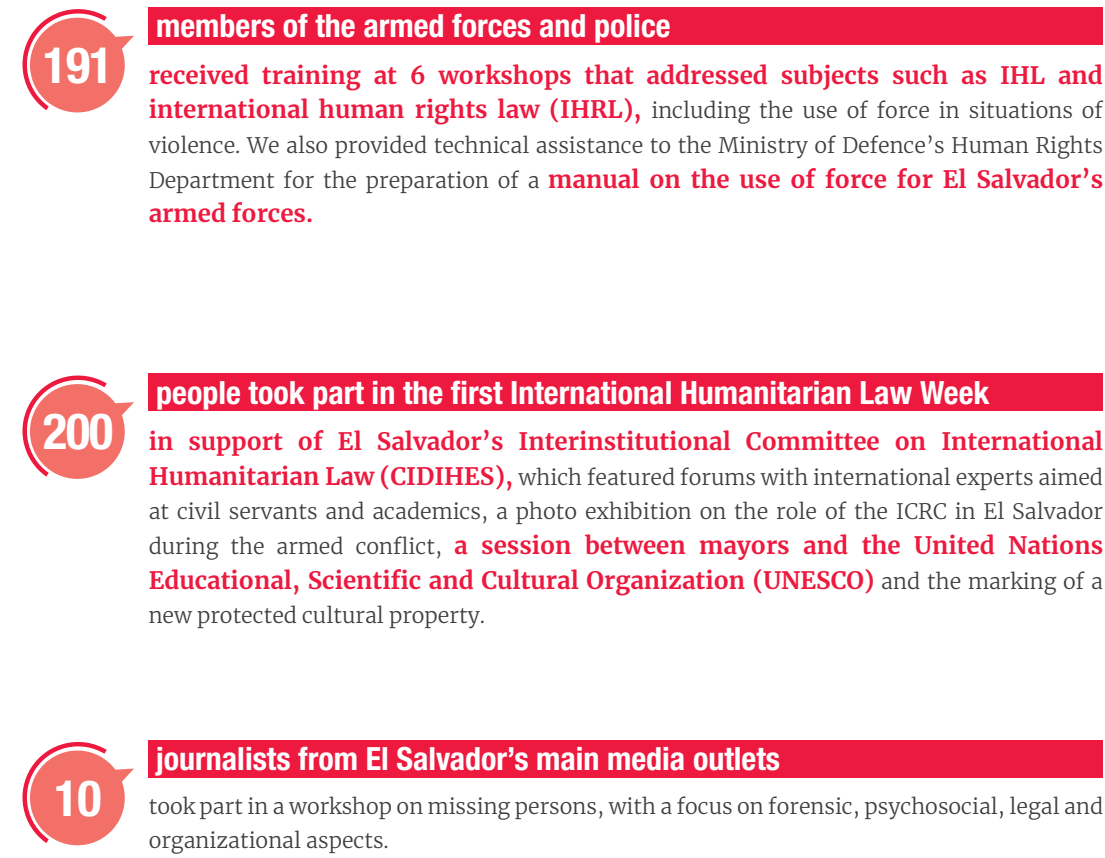 191
members of the armed forces and police
received training at 6 workshops that addressed subjects such as IHL and
international human rights law (IHRL), including the use of force in situations of
violence. We also provided technical assistance to the Ministry of Defence’s Human Rights
Department for the preparation of a manual on the use of force for El Salvador’s
armed forces.
200
people took part in the first International Humanitarian Law Week
in support of El Salvador’s Interinstitutional Committee on International
Humanitarian Law (CIDIHES), which featured forums with international experts aimed
at civil servants and academics, a photo exhibition on the role of the ICRC in El Salvador
during the armed conflict, a session between mayors and the United Nations
Educational, Scientific and Cultural Organization (UNESCO) and the marking of a
new protected cultural property.
10
journalists from El Salvador’s main media outlets
took part in a workshop on missing persons, with a focus on forensic, psychosocial, legal and
organizational aspects.